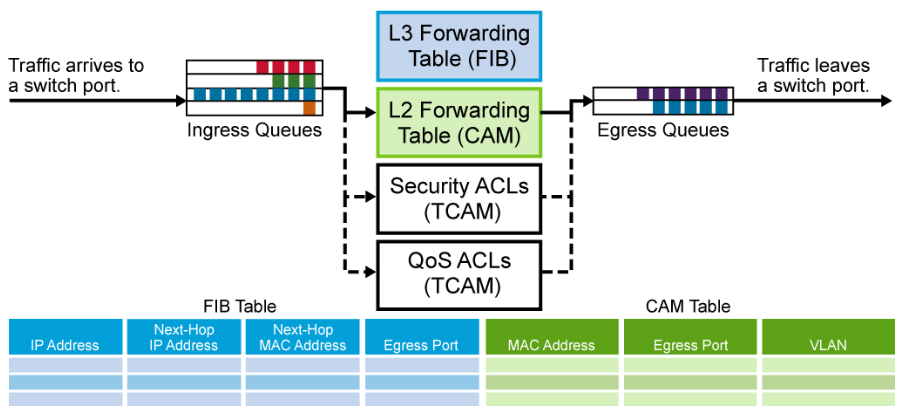 L3 Forwarding
Table (FIB)
Traffic arrives to
a switch port.
Ingress Queues
L2 Forwarding
Table (CAM)
Egress Queues
Traffic leaves
a switch port.
Security ACLs
(TCAM)
QoS ACLs
(TCAM)
FIB Table
IP Address
Next-Hop
IP Address
Next-Hop
MAC Address
Egress Port
CAM Table
MAC Address
Egress Port
VLAN